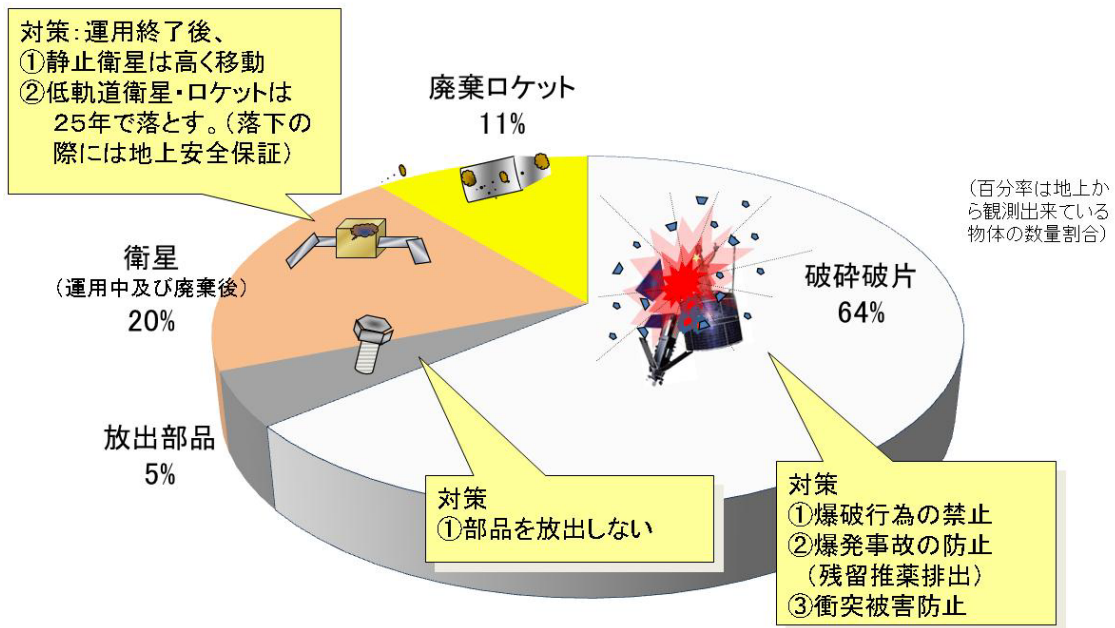 対策：運用終了後、
①静止衛星は高く移動
②低軌道衛星・ロケットは
25年で落とす。（落下の
際には地上安全保証）
廃棄ロケット
11%
（百分率は地上か
ら観測出来ている
物体の数量割合）
衛星
（運用中及び廃棄後）
20%
破砕破片
64%
放出部品
5%
対策
①部品を放出しない
対策
①爆破行為の禁止
②爆発事故の防止
（残留推薬排出）
③衝突被害防止